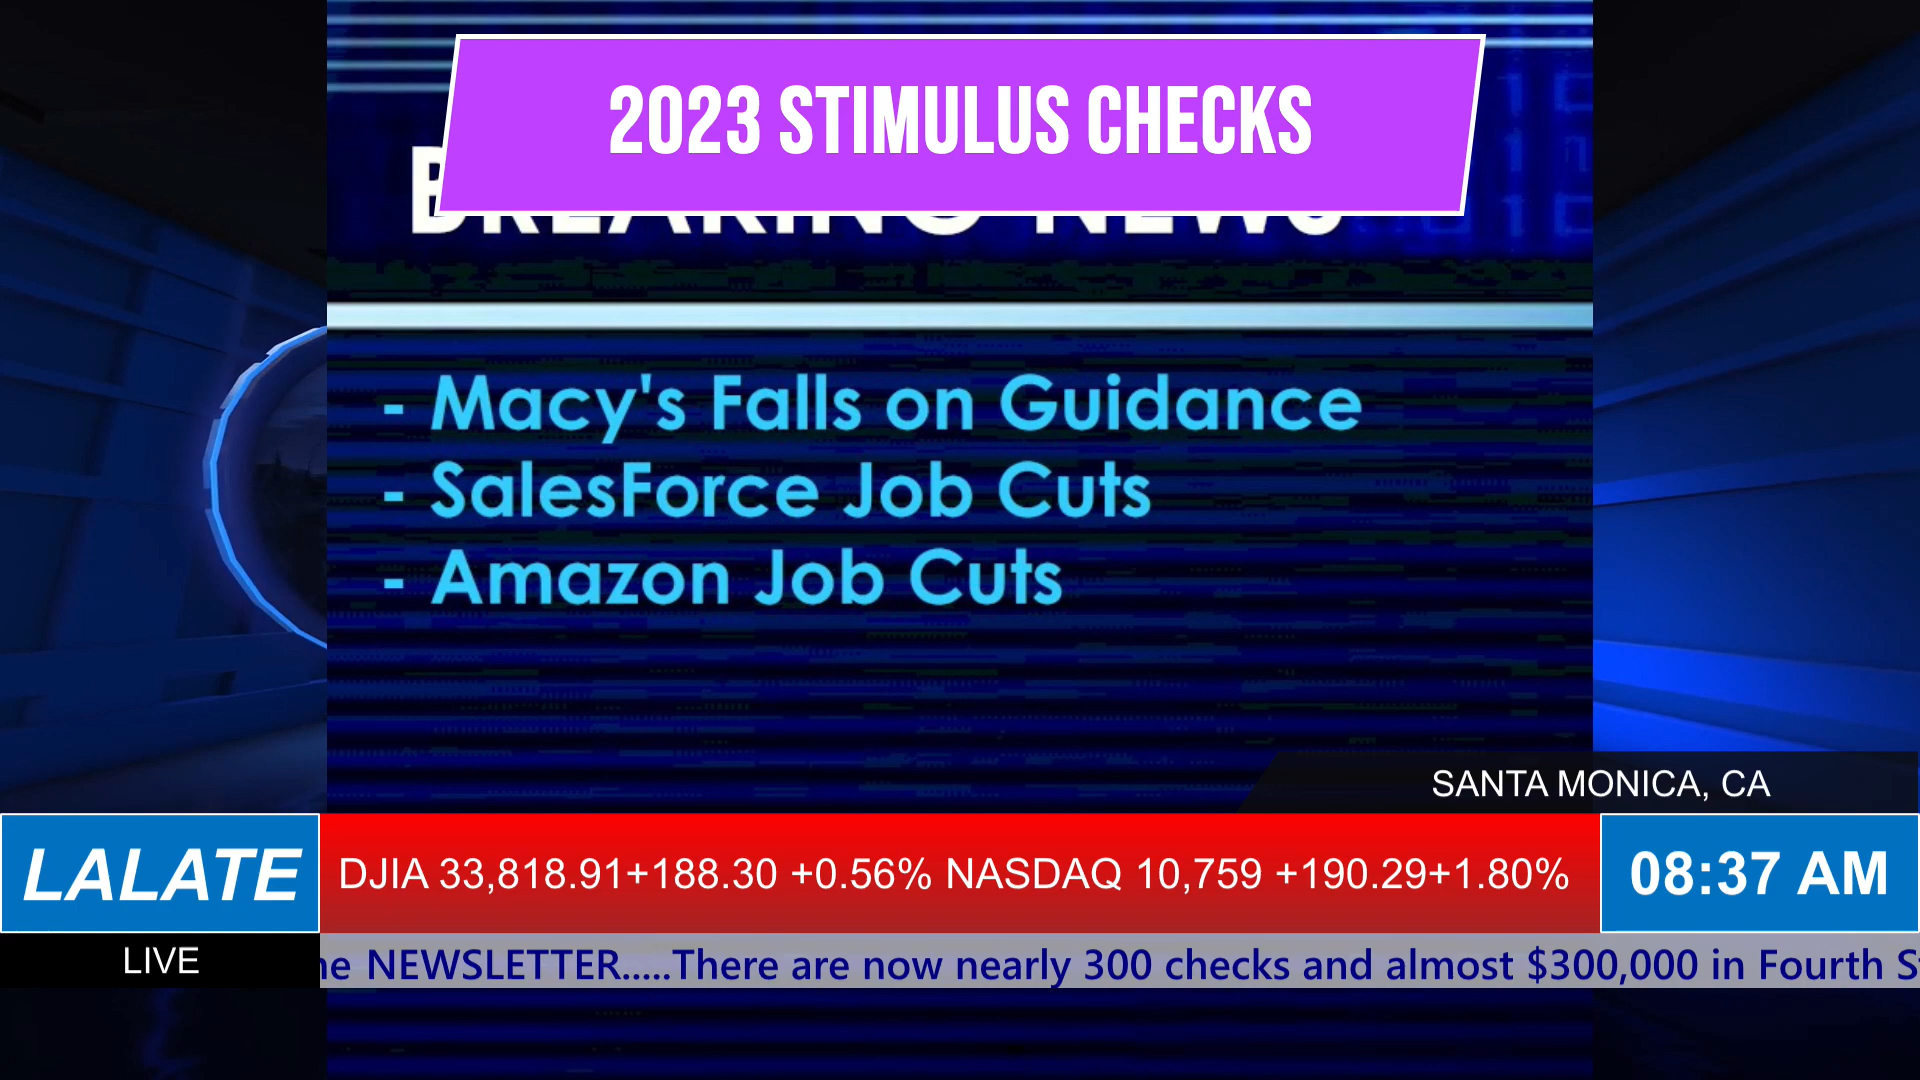 2023 STIMULUS CHECKS
BREAKING NEWS
- Macy's Falls on Guidance
- SalesForce Job Cuts
- Amazon Job Cuts
SANTA MONICA, CA
LALATE
DJIA 33,818.91+188.30 +0.56% NASDAQ 10,759 +190.29+1.80%
08:37 AM
LIVE
NEWSLETTER.....There are now nearly 300 checks and almost $300,000 in Fourth